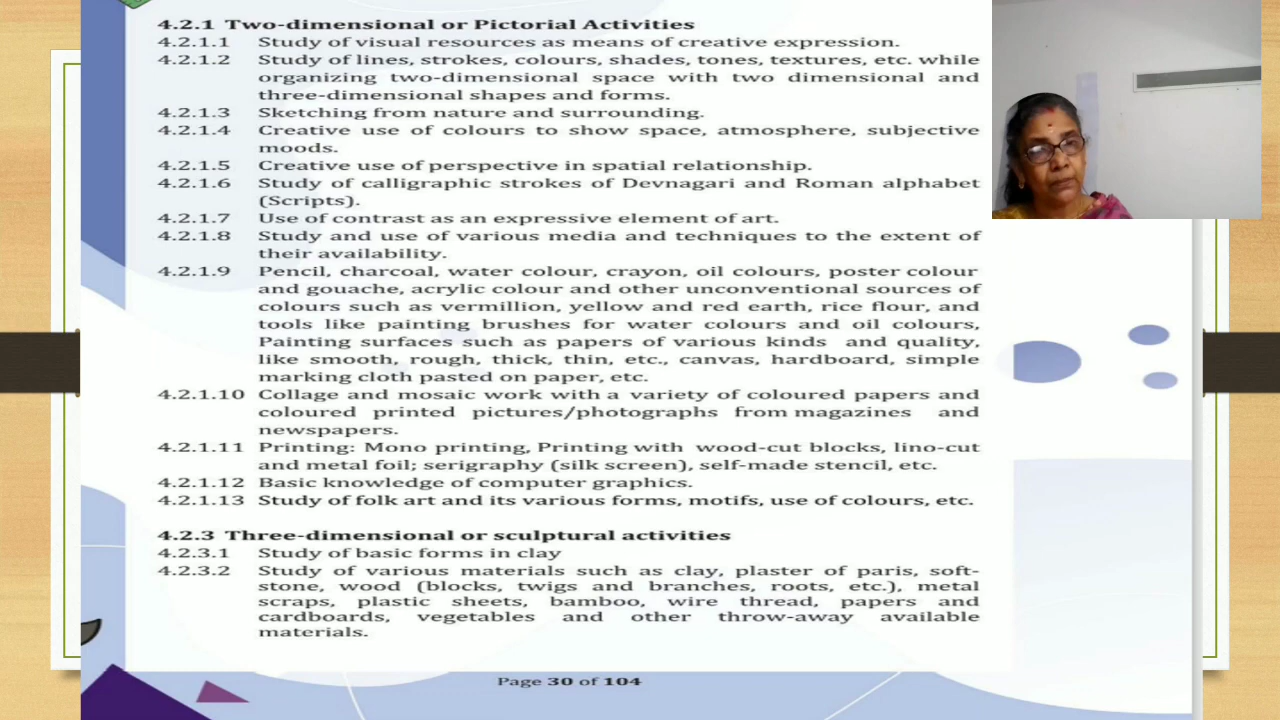 4.2.1 Two-dimensional or Pictorial Activities
4.2.1.1 Study of visual resources as means of creative expression.
4.2.1.2 Study of lines, strokes, colours, shades, tones, textures, etc. while
organizing two-dimensional space with two dimensional and
three-dimensional shapes and forms.
4.2.1.3 Sketching from nature and surrounding.
4.2.1.4 Creative use of colours to show space, atmosphere, subjective
moods.
4.2.1.5 Creative use of perspective in spatial relationship.
4.2.1.6 Study of calligraphic strokes of Devnagari and Roman alphabet
(Scripts).
4.2.1.7 Use of contrast as an expressive element of art.
4.2.1.8 Study and use of various media and techniques to the extent of
their availability.
4.2.1.9 Pencil, charcoal, water colour, crayon, oil colours, poster colour
and gouache, acrylic colour and other unconventional sources of
colours such as vermillion, yellow and red earth, rice flour, and
tools like painting brushes for water colours and oil colours,
Painting surfaces such as papers of various kinds and quality,
like smooth, rough, thick, thin, etc., canvas, hardboard, simple
marking cloth pasted on paper, etc.
4.2.1.10 Collage and mosaic work with a variety of coloured papers and
coloured printed pictures/photographs from magazines and
newspapers.
4.2.1.11 Printing: Mono printing, Printing with wood-cut blocks, lino-cut
and metal foil; serigraphy (silk screen), self-made stencil, etc.
4.2.1.12 Basic knowledge of computer graphics.
4.2.1.13 Study of folk art and its various forms, motifs, use of colours, etc.
4.2.3 Three-dimensional or sculptural activities
4.2.3.1 Study of basic forms in clay
4.2.3.2 Study of various materials such as clay, plaster of paris, soft-
stone, wood (blocks, twigs and branches, roots, etc.), metal
scraps, plastic sheets, bamboo, wire thread, papers and
cardboards, vegetables and other throw-away available
materials.
Page 30 of 104